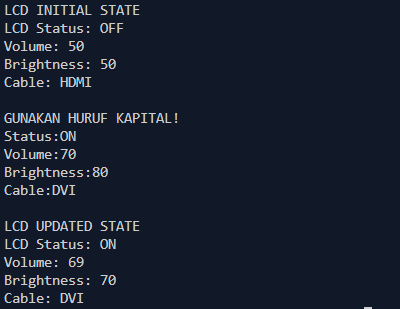 LCD INITIAL STATE
LCD Status: OFF
Volume: 50
Brightness: 50
Cable: HDMI
GUNAKAN HURUF KAPITAL!
Status:ON
Volume:70
Brightness:80
Cable:DVI
LCD UPDATED STATE
LCD Status: ON
Volume: 69
Brightness: 70
Cable: DVI